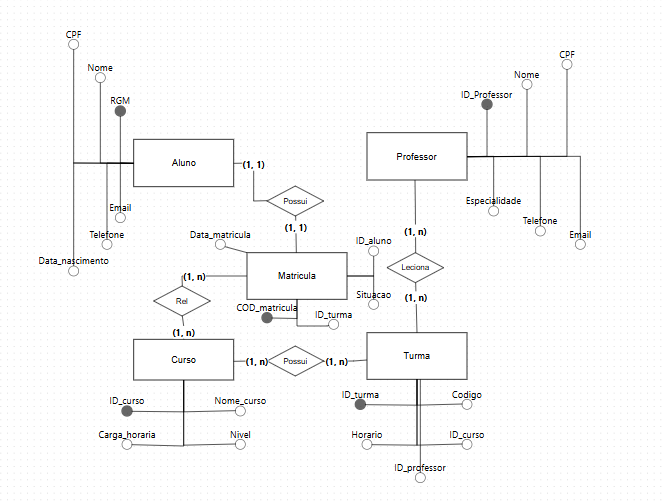 CPF
Nome
RGM
Aluno
(1, 1)
Email
Telefone
Data_nascimento
Possui
(1, 1)
CPF
Nome
ID_Professor
Professor
Especialidade
Telefone
Email
(1, n)
Leciona
(1, n)
Data_matricula
ID_aluno
Matricula
Situacao
COD_matricula
ID_turma
(1, n)
Rel
(1, n)
Curso
(1, n)
Possui
(1, n)
Turma
ID_curso
Nome_curso
Carga_horaria
Nivel
ID_turma
Codigo
Horario
ID_curso
ID_professor